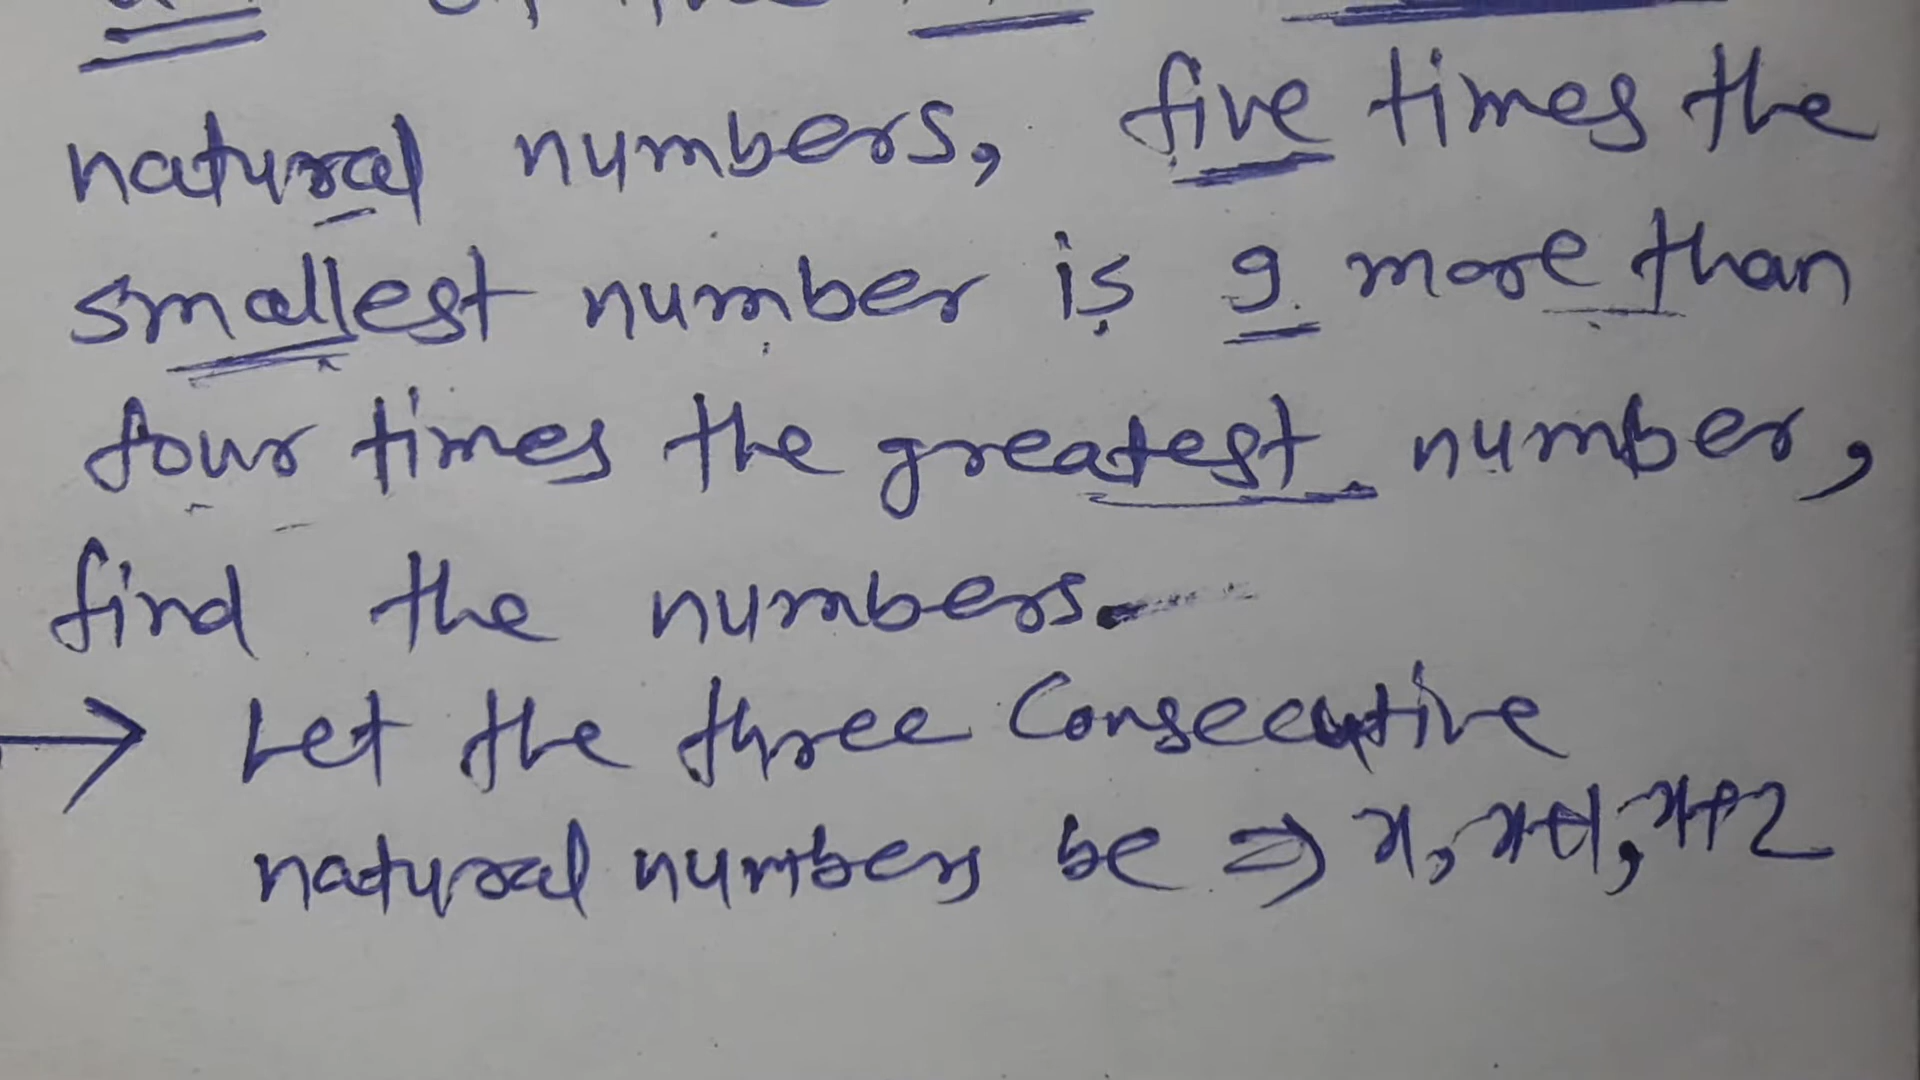 natural numbers, five times the
smallest number is 9 more than
four times the greatest number,
find the numbers.
→ Let the three Consecutive
natural numbers be ⇒ x, x+1, x+2